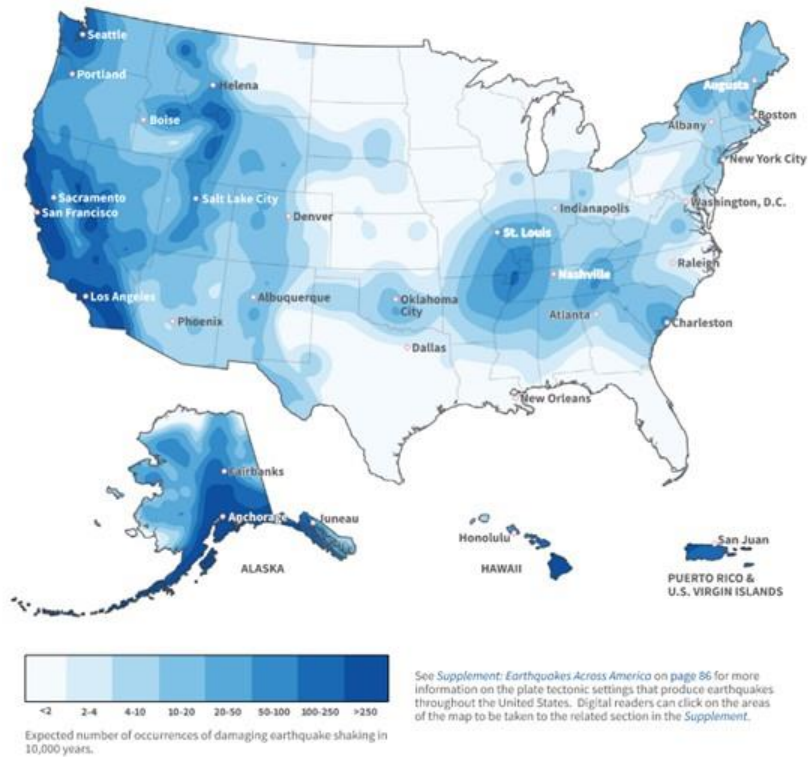 Seattle
Portland
Helena
Boise
Augusta
Albany
Boston
New York City
Sacramento
San Francisco
Salt Lake City
Denver
Indianapolis
Washington, D.C.
St. Louis
Nashville
Raleigh
Los Angeles
Phoenix
Albuquerque
Oklahoma
City
Atlanta
Charleston
Dallas
New Orleans
Fairbanks
Anchorage
Juneau
ALASKA
Honolulu
HAWAII
San Juan
PUERTO RICO &
U.S. VIRGIN ISLANDS
<2 2-4 4-10 10-20 20-50 50-100 100-250 >250
Expected number of occurrences of damaging earthquake shaking in
10,000 years.
See Supplement: Earthquakes Across America on page 86 for more
information on the plate tectonic settings that produce earthquakes
throughout the United States. Digital readers can click on the areas
of the map to be taken to the related section in the Supplement.